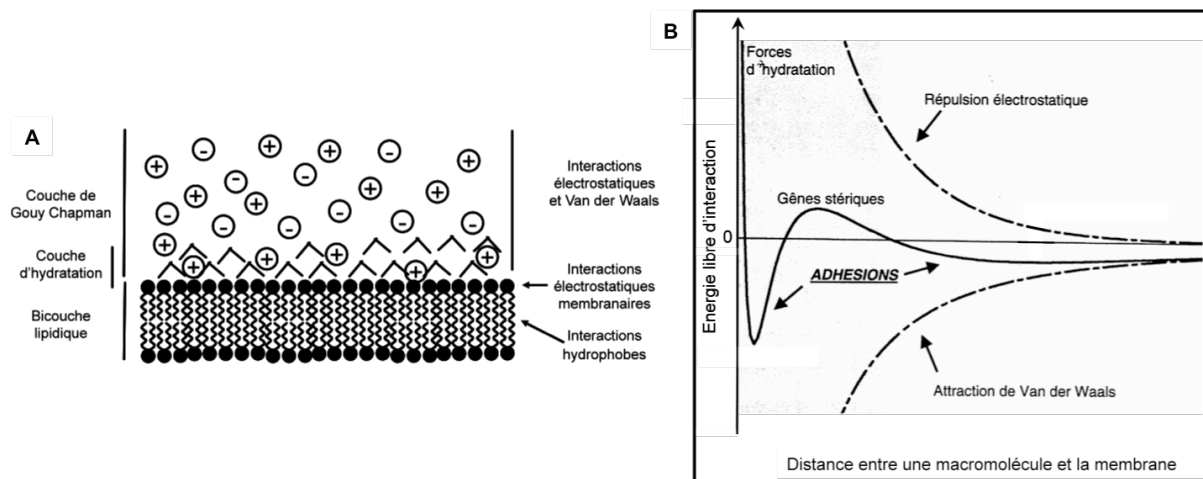 A
Couche de
Gouy Chapman
Couche
d'hydratation
Bicouche
lipidique
Interactions
électrostatiques
et Van der Waals
Interactions
électrostatiques
membranaires
Interactions
hydrophobes
B
Forces
d'hydratation
Répulsion électrostatique
Gênes stériques
0
ADHESIONS
Attraction de Van der Waals
Energie libre d'interaction
Distance entre une macromolécule et la membrane